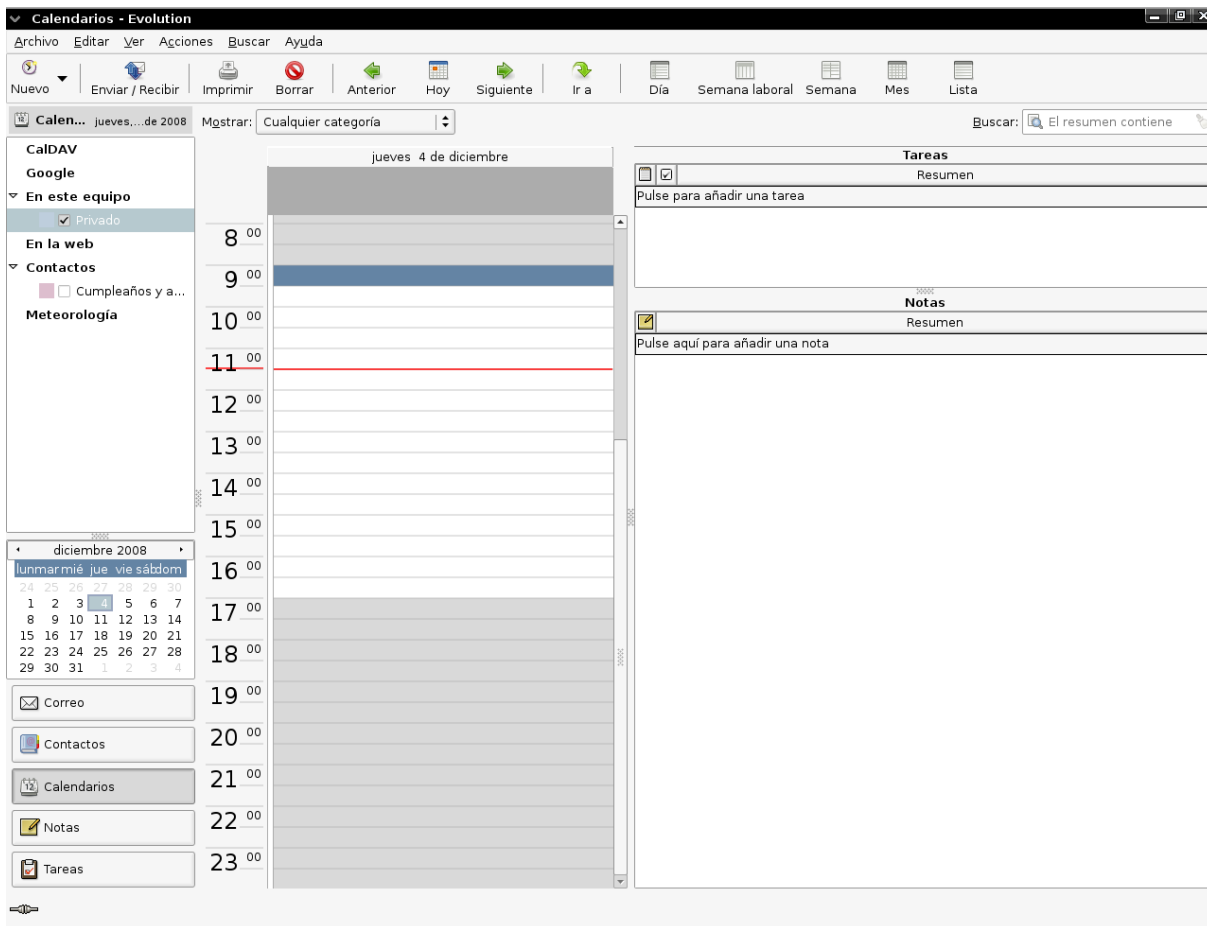 Calendarios - Evolution
Archivo Editar Ver Acciones Buscar Ayuda
Nuevo Enviar / Recibir Imprimir Borrar Anterior Hoy Siguiente Ir a Día Semana laboral Semana Mes Lista
Calen... jueves,...de 2008 Mostrar: Cualquier categoría Buscar: El resumen contiene
CalDAV
Google
En este equipo
Privado
En la web
Contactos
Cumpleaños y a...
Meteorología
diciembre 2008
lun mar mié jue vie sáb dom
24 25 26 27 28 29 30
1 2 3 4 5 6 7
8 9 10 11 12 13 14
15 16 17 18 19 20 21
22 23 24 25 26 27 28
29 30 31 1 2 3 4
Correo
Contactos
Calendarios
Notas
Tareas
jueves 4 de diciembre
8 00
9 00
10 00
11 00
12 00
13 00
14 00
15 00
16 00
17 00
18 00
19 00
20 00
21 00
22 00
23 00
Tareas
Resumen
Pulse para añadir una tarea
Notas
Resumen
Pulse aquí para añadir una nota